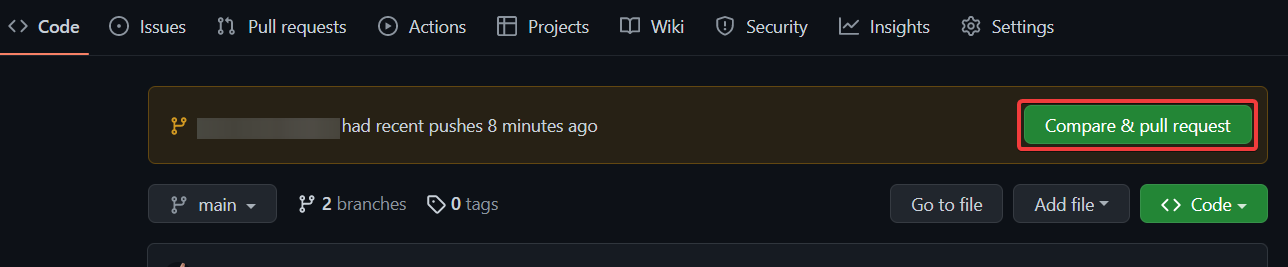 Code Issues Pull requests Actions Projects Wiki Security Insights Settings
had recent pushes 8 minutes ago Compare & pull request
main 2 branches 0 tags Go to file Add file Code